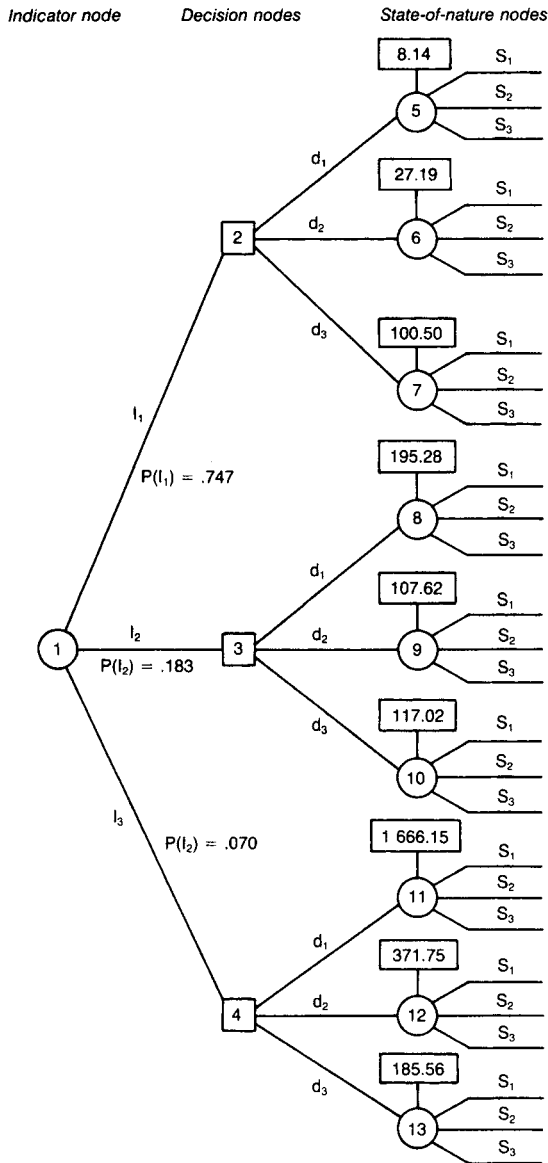 Indicator node Decision nodes State-of-nature nodes
8.14
S₁
S₂
S₃
5
d₁
27.19
S₁
S₂
S₃
2
d₂
6
d₃
100.50
S₁
S₂
S₃
7
I₁
P(I₁) = .747
195.28
S₁
S₂
S₃
8
d₁
107.62
S₁
S₂
S₃
1
I₂
P(I₂) = .183
3
d₂
9
d₃
117.02
S₁
S₂
S₃
10
I₃
P(I₂) = .070
1 666.15
S₁
S₂
S₃
11
d₁
371.75
S₁
S₂
S₃
4
d₂
12
d₃
185.56
S₁
S₂
S₃
13